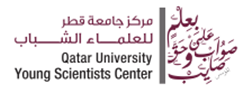 مركز جامعة قطر
للعلماء الشباب
Qatar University
Young Scientists Center